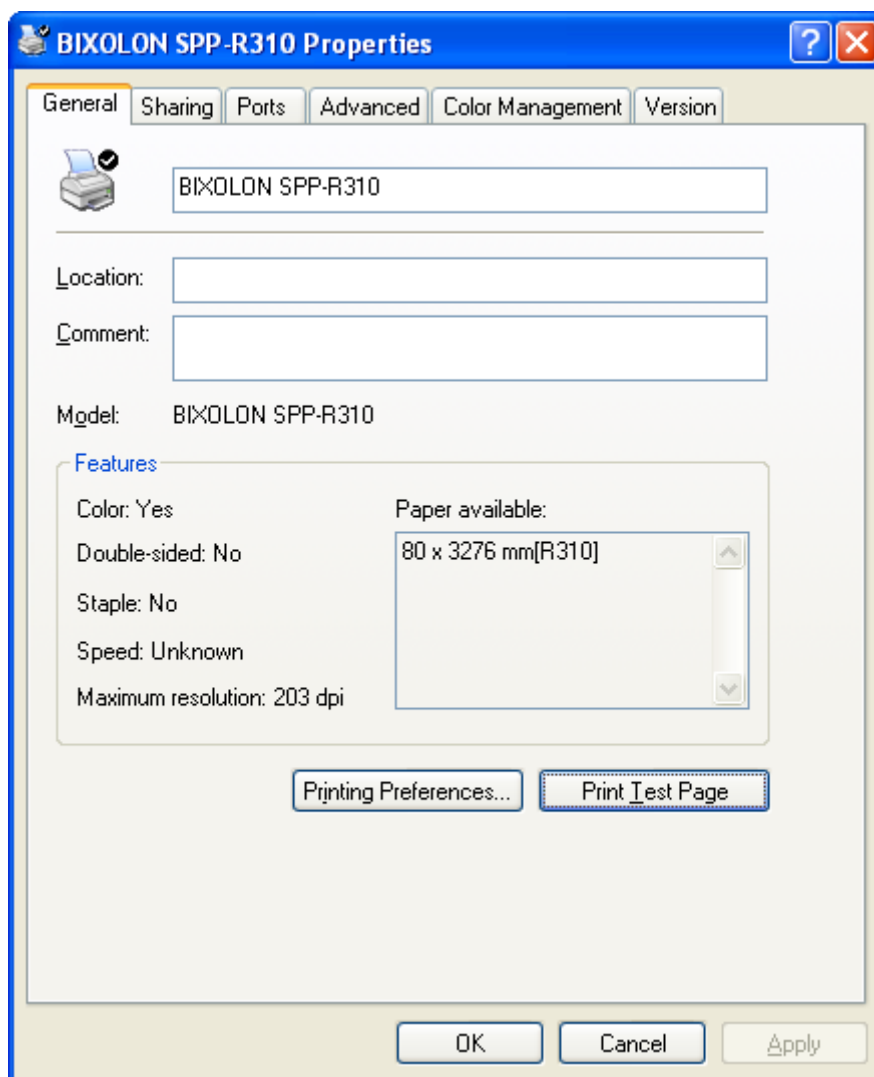 BIXOLON SPP-R310 Properties
General Sharing Ports Advanced Color Management Version
BIXOLON SPP-R310
Location:
Comment:
Model: BIXOLON SPP-R310
Features
Color: Yes
Double-sided: No
Staple: No
Speed: Unknown
Maximum resolution: 203 dpi
Paper available:
80 x 3276 mm[R310]
Printing Preferences... Print Test Page
OK Cancel Apply